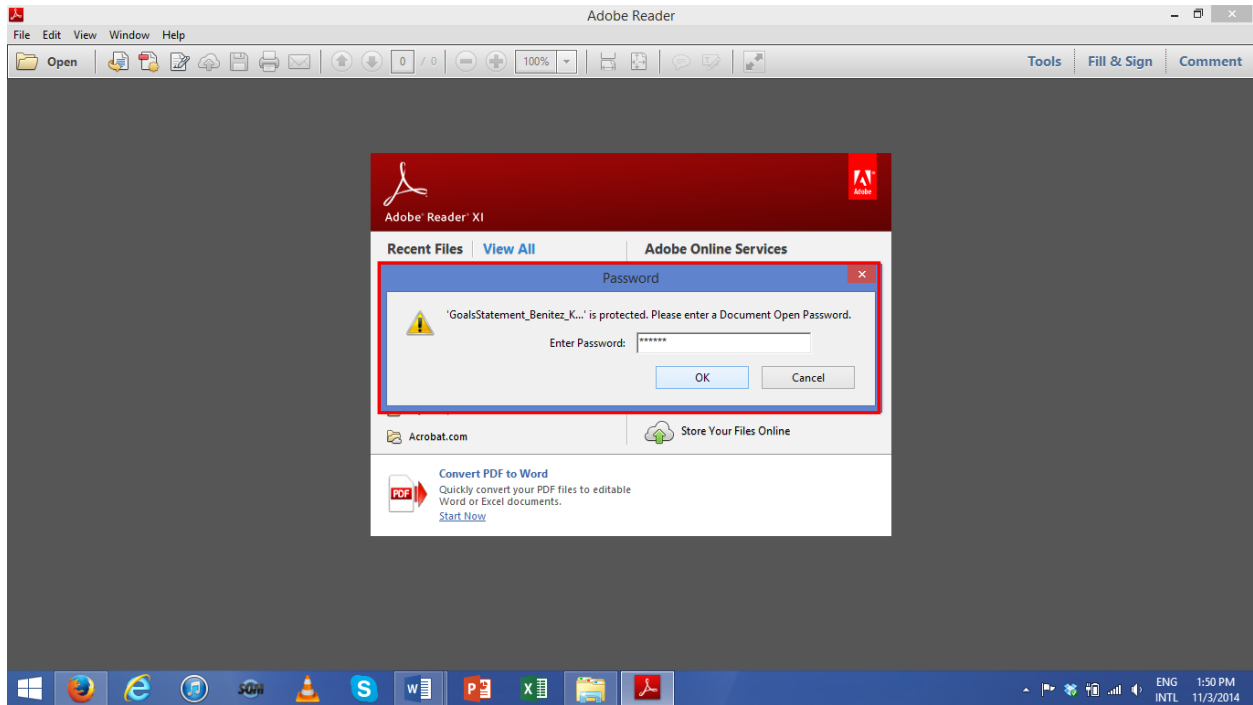 Adobe Reader
File Edit View Window Help
Open
0 / 0
100%
Tools
Fill & Sign
Comment
Adobe® Reader® XI
Adobe
Recent Files
View All
Adobe Online Services
Password
'GoalsStatement_Benitez_K...' is protected. Please enter a Document Open Password.
Enter Password: ******
OK
Cancel
Acrobat.com
Store Your Files Online
Convert PDF to Word
Quickly convert your PDF files to editable
Word or Excel documents.
Start Now
PDF
ENG 1:50 PM
INTL 11/3/2014